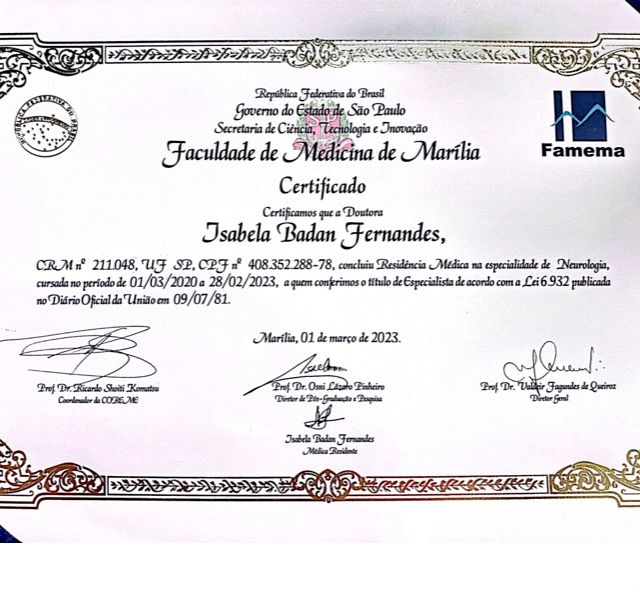 República Federativa do Brasil
Governo do Estado de São Paulo
Secretaria de Ciência, Tecnologia e Inovação
Faculdade de Medicina de Marília
Famema
Certificado
Certificamos que a Doutora
Isabela Badan Fernandes,
CRM nº 211.048, UF SP, CPF nº 408.352.288-78, concluiu Residência Médica na especialidade de Neurologia,
cursada no período de 01/03/2020 a 28/02/2023, a quem conferimos o título de Especialista de acordo com a Lei 6.932 publicada
no Diário Oficial da União em 09/07/81.
Marília, 01 de março de 2023.
Prof. Dr. Ricardo Shoiti Komatsu
Coordenador da COREME
Prof. Dr. Osni Lázaro Pinheiro
Diretor de Pós-Graduação e Pesquisa
Prof. Dr. Valdeir Fagundes de Queiroz
Diretor Geral
Isabela Badan Fernandes
Médica Residente